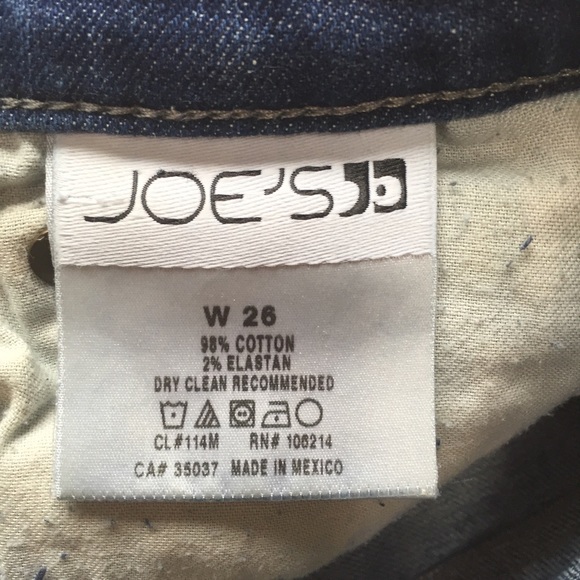 JOE'S
W 26
98% COTTON
2% ELASTAN
DRY CLEAN RECOMMENDED
CL#114M RN# 106214
CA# 35037 MADE IN MEXICO